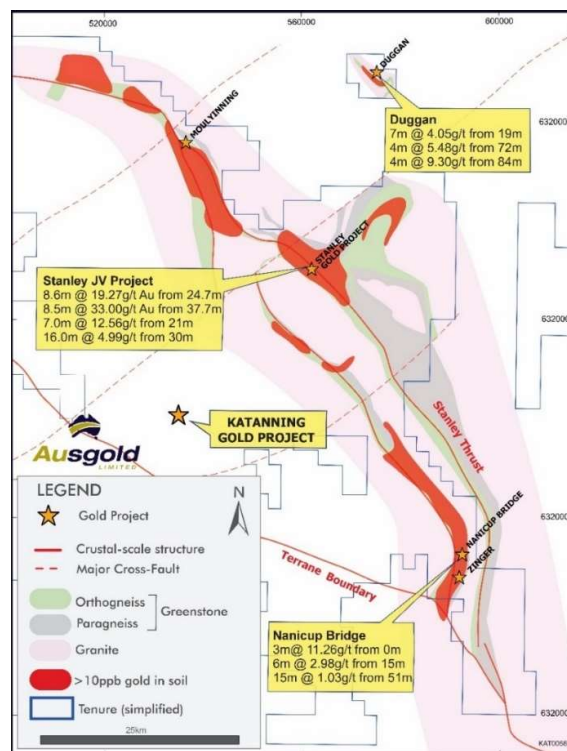 520000
560000
600000
DUGGAN
Duggan
7m @ 4.05g/t from 19m
4m @ 5.48g/t from 72m
4m @ 9.30g/t from 84m
632000
MOULYINNING
STANLEY
GOLD PROJECT
Stanley JV Project
8.6m @ 19.27g/t Au from 24.7m
8.5m @ 33.00g/t Au from 37.7m
7.0m @ 12.56g/t from 21m
16.0m @ 4.99g/t from 30m
632000
KATANNING
GOLD PROJECT
Stanley Thrust
Ausgold
LIMITED
632000
NANICUP BRIDGE
ZINGER
Terrane Boundary
Nanicup Bridge
3m@ 11.26g/t from 0m
6m @ 2.98g/t from 15m
15m @ 1.03g/t from 51m
LEGEND
N
Gold Project
Crustal-scale structure
Major Cross-Fault
Orthogneiss
Paragneiss
Greenstone
Granite
>10ppb gold in soil
Tenure (simplified)
25km
632000